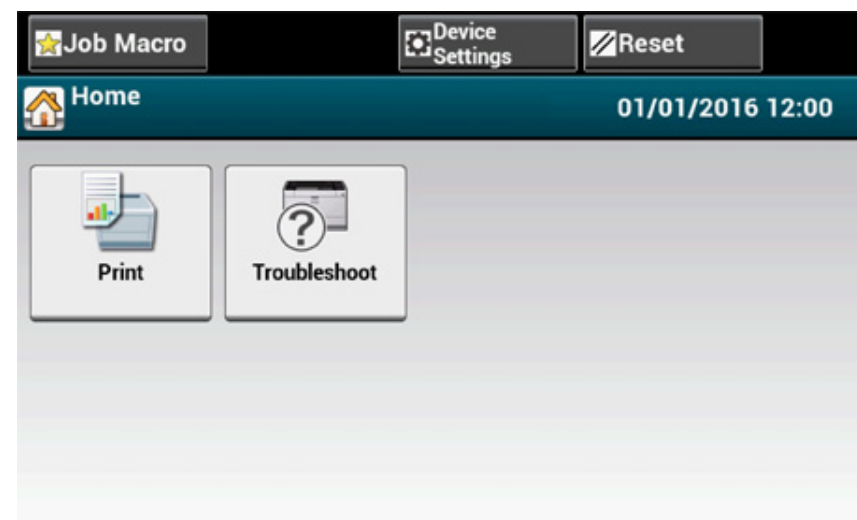 Job Macro
Device
Settings
Reset
Home
01/01/2016 12:00
Print
Troubleshoot